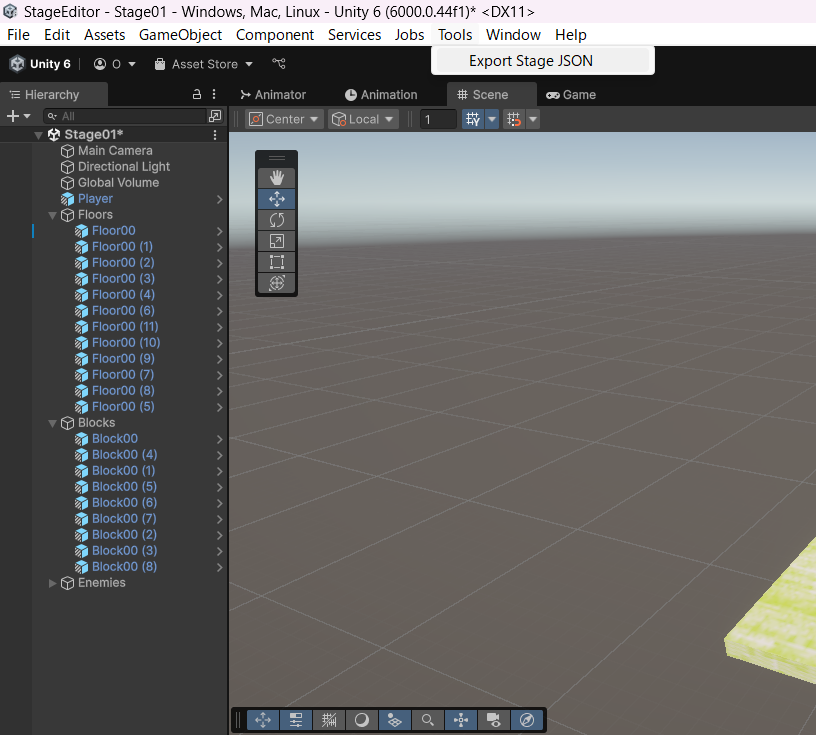 StageEditor - Stage01 - Windows, Mac, Linux - Unity 6 (6000.0.44f1)* <DX11>
File Edit Assets GameObject Component Services Jobs Tools Window Help
Export Stage JSON
Unity 6 O Asset Store
Hierarchy Animator Animation Scene Game
All Center Local 1
Stage01*
Main Camera
Directional Light
Global Volume
Player
Floors
Floor00
Floor00 (1)
Floor00 (2)
Floor00 (3)
Floor00 (4)
Floor00 (6)
Floor00 (11)
Floor00 (10)
Floor00 (9)
Floor00 (7)
Floor00 (8)
Floor00 (5)
Blocks
Block00
Block00 (4)
Block00 (1)
Block00 (5)
Block00 (6)
Block00 (7)
Block00 (2)
Block00 (3)
Block00 (8)
Enemies